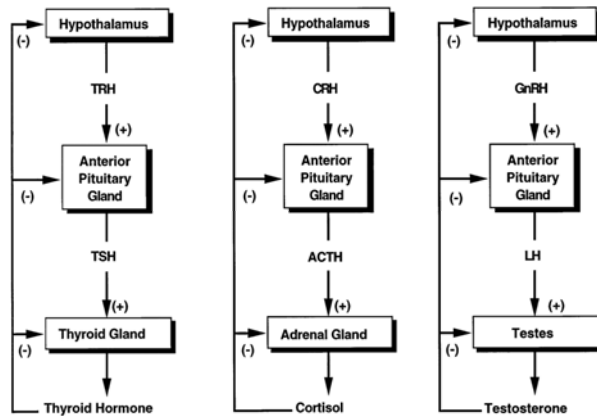 Hypothalamus
(-)
TRH
(+)
Anterior
Pituitary
Gland
(-)
TSH
(+)
Thyroid Gland
(-)
Thyroid Hormone
Hypothalamus
(-)
CRH
(+)
Anterior
Pituitary
Gland
(-)
ACTH
(+)
Adrenal Gland
(-)
Cortisol
Hypothalamus
(-)
GnRH
(+)
Anterior
Pituitary
Gland
(-)
LH
(+)
Testes
(-)
Testosterone